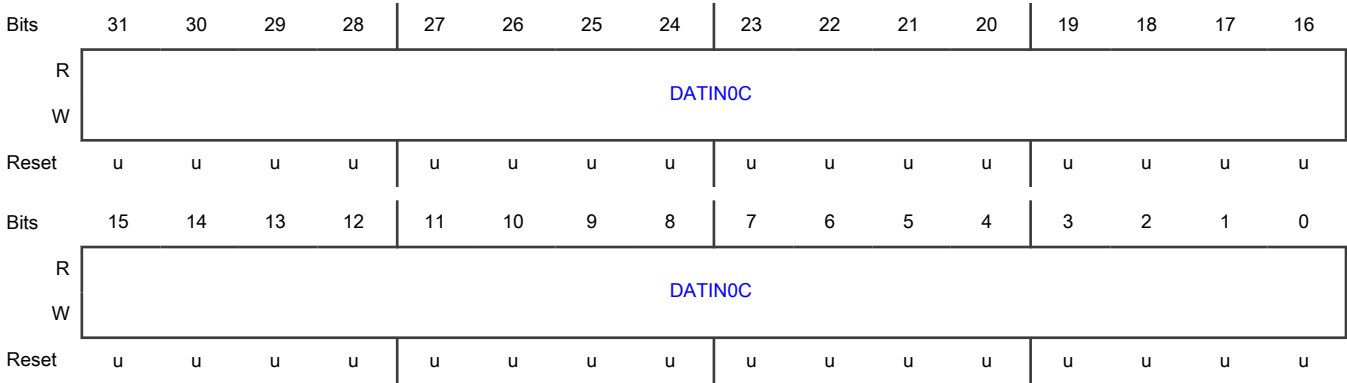 Bits 31 30 29 28 27 26 25 24 23 22 21 20 19 18 17 16
R
DATIN0C
W
Reset u u u u u u u u u u u u u u u u
Bits 15 14 13 12 11 10 9 8 7 6 5 4 3 2 1 0
R
DATIN0C
W
Reset u u u u u u u u u u u u u u u u